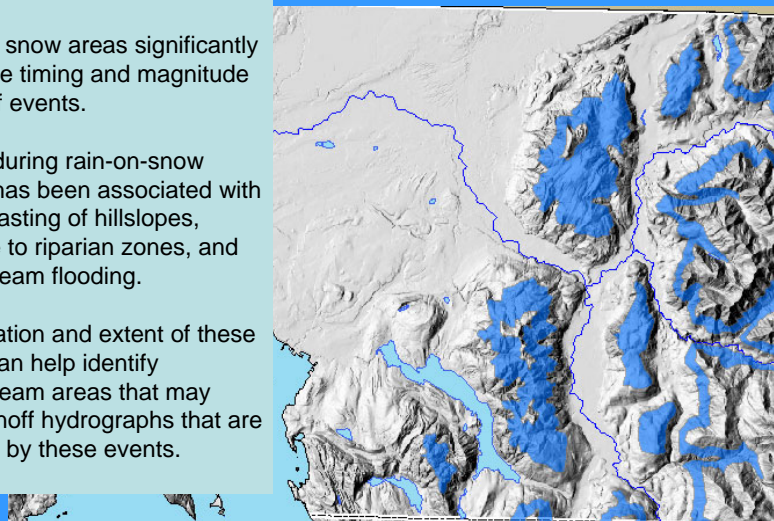 snow areas significantly
e timing and magnitude
f events.
during rain-on-snow
has been associated with
asting of hillslopes,
e to riparian zones, and
eam flooding.
ation and extent of these
an help identify
eam areas that may
noff hydrographs that are
by these events.